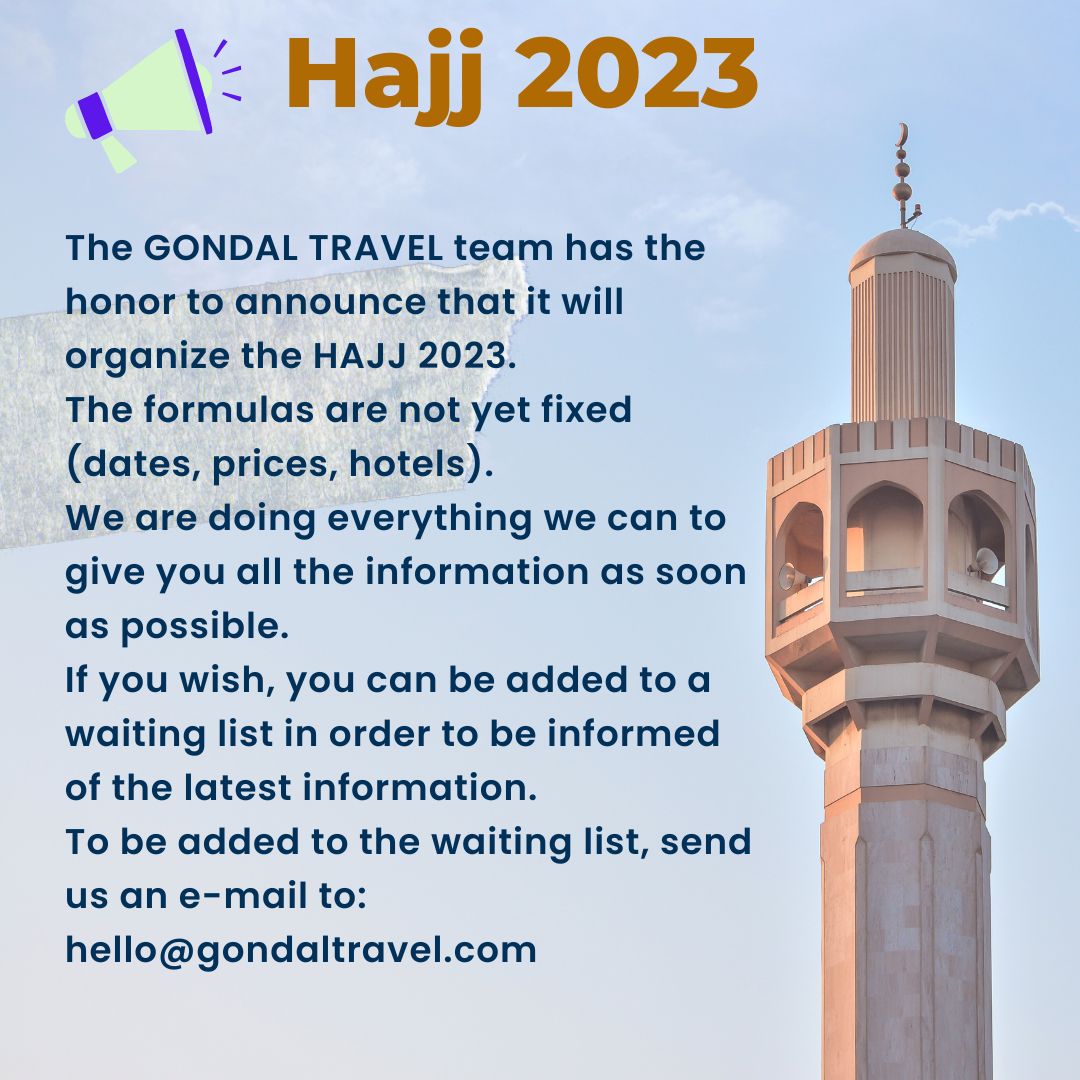 Hajj 2023
The GONDAL TRAVEL team has the
honor to announce that it will
organize the HAJJ 2023.
The formulas are not yet fixed
(dates, prices, hotels).
We are doing everything we can to
give you all the information as soon
as possible.
If you wish, you can be added to a
waiting list in order to be informed
of the latest information.
To be added to the waiting list, send
us an e-mail to:
hello@gondaltravel.com